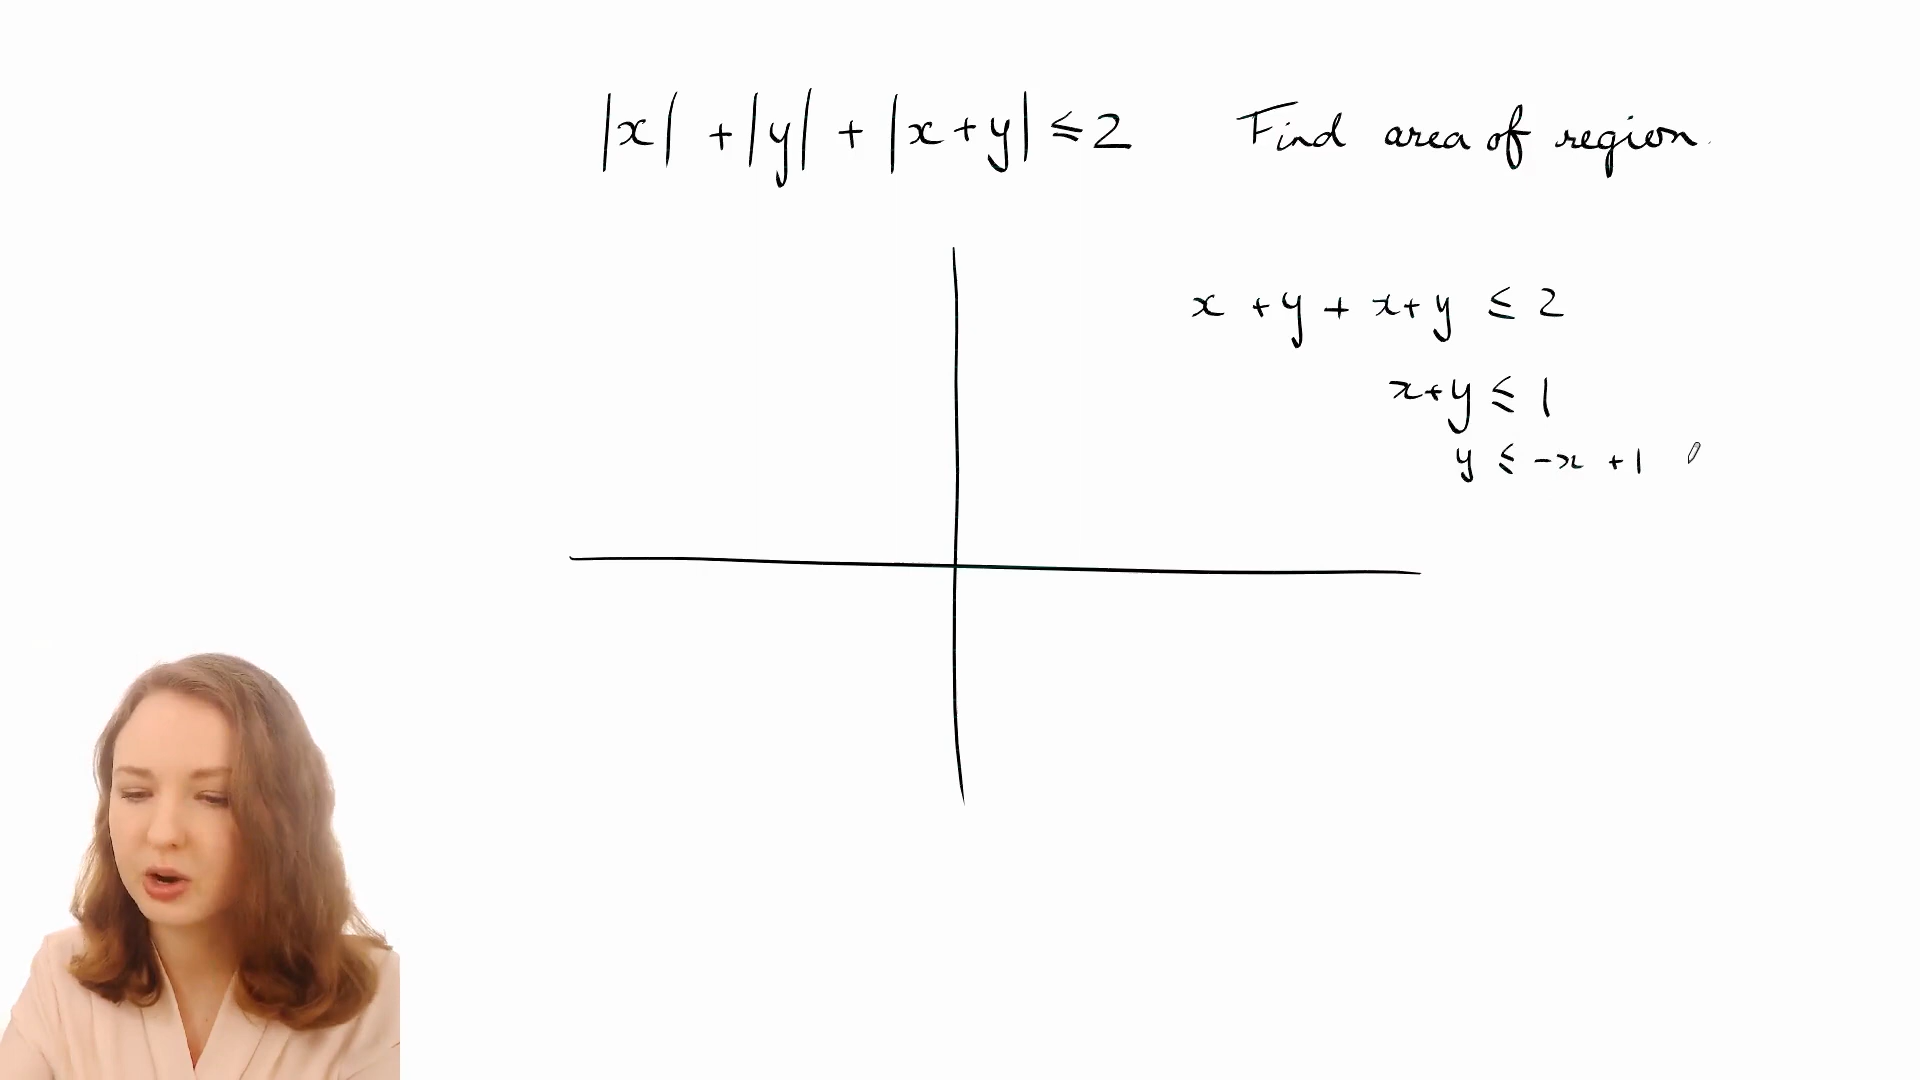 |x| + |y| + |x+y| ⩽ 2 Find area of region.
x + y + x+y ⩽ 2
x+y ⩽ 1
y ⩽ -x +1